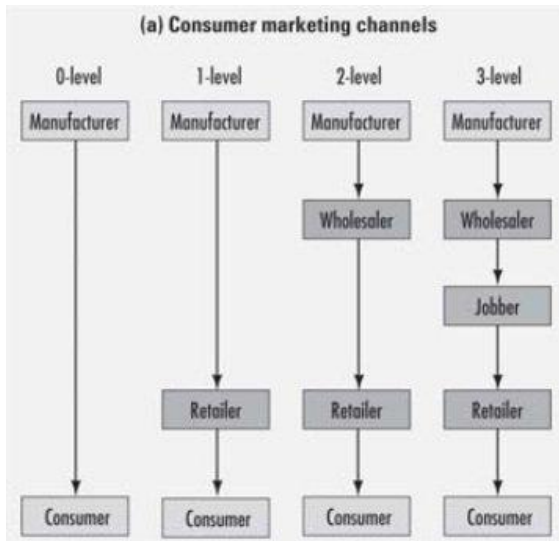 (a) Consumer marketing channels
0-level 1-level 2-level 3-level
Manufacturer Manufacturer Manufacturer Manufacturer
Wholesaler Wholesaler
Jobber
Retailer Retailer Retailer
Consumer Consumer Consumer Consumer